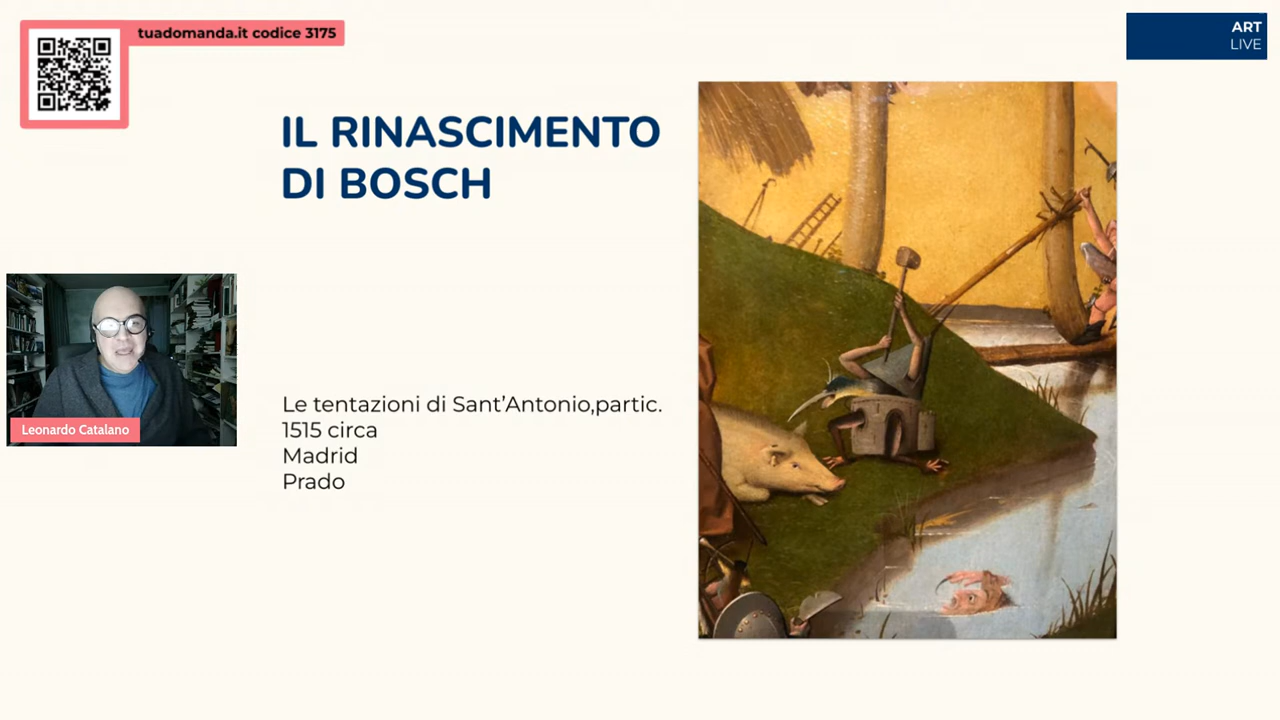 tuadomanda.it codice 3175
ART
LIVE
IL RINASCIMENTO
DI BOSCH
Le tentazioni di Sant’Antonio,partic.
1515 circa
Madrid
Prado
Leonardo Catalano